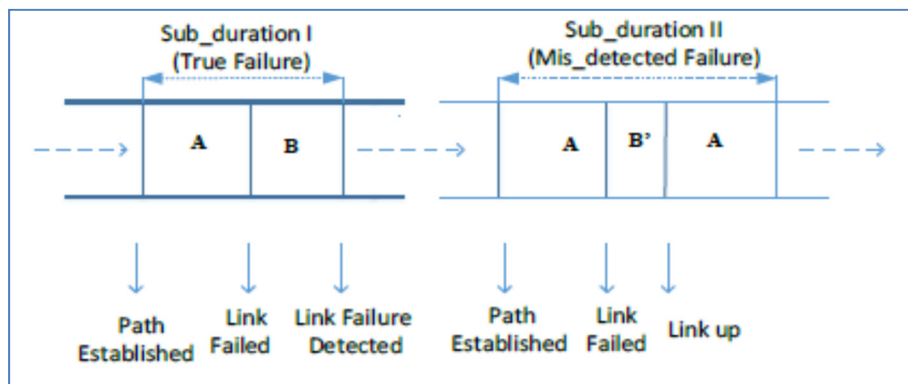 Sub_duration I
(True Failure)
Sub_duration II
(Mis_detected Failure)
A
B
A
B’
A
Path
Established
Link
Failed
Link Failure
Detected
Path
Established
Link
Failed
Link up